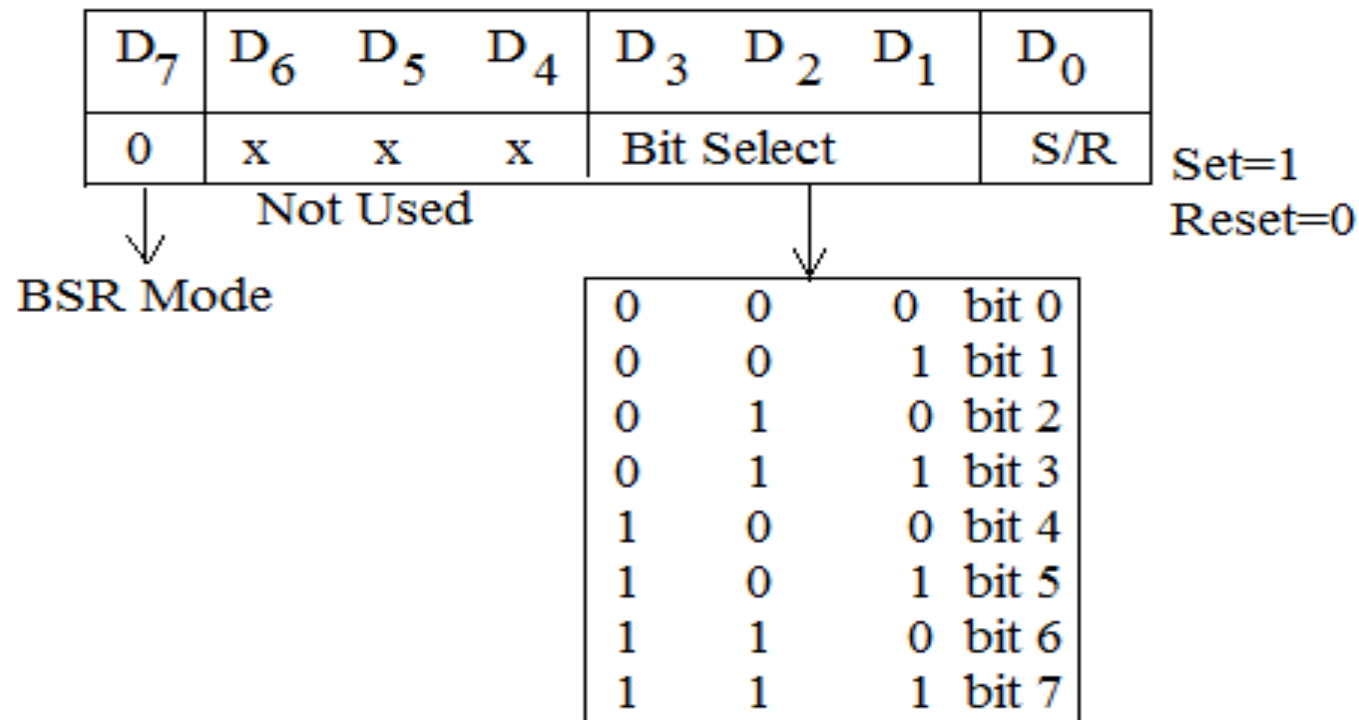 D7 D6 D5 D4 D3 D2 D1 D0
0 x x x Bit Select S/R
Set=1
Not Used
Reset=0
BSR Mode
0 0 0 bit 0
0 0 1 bit 1
0 1 0 bit 2
0 1 1 bit 3
1 0 0 bit 4
1 0 1 bit 5
1 1 0 bit 6
1 1 1 bit 7